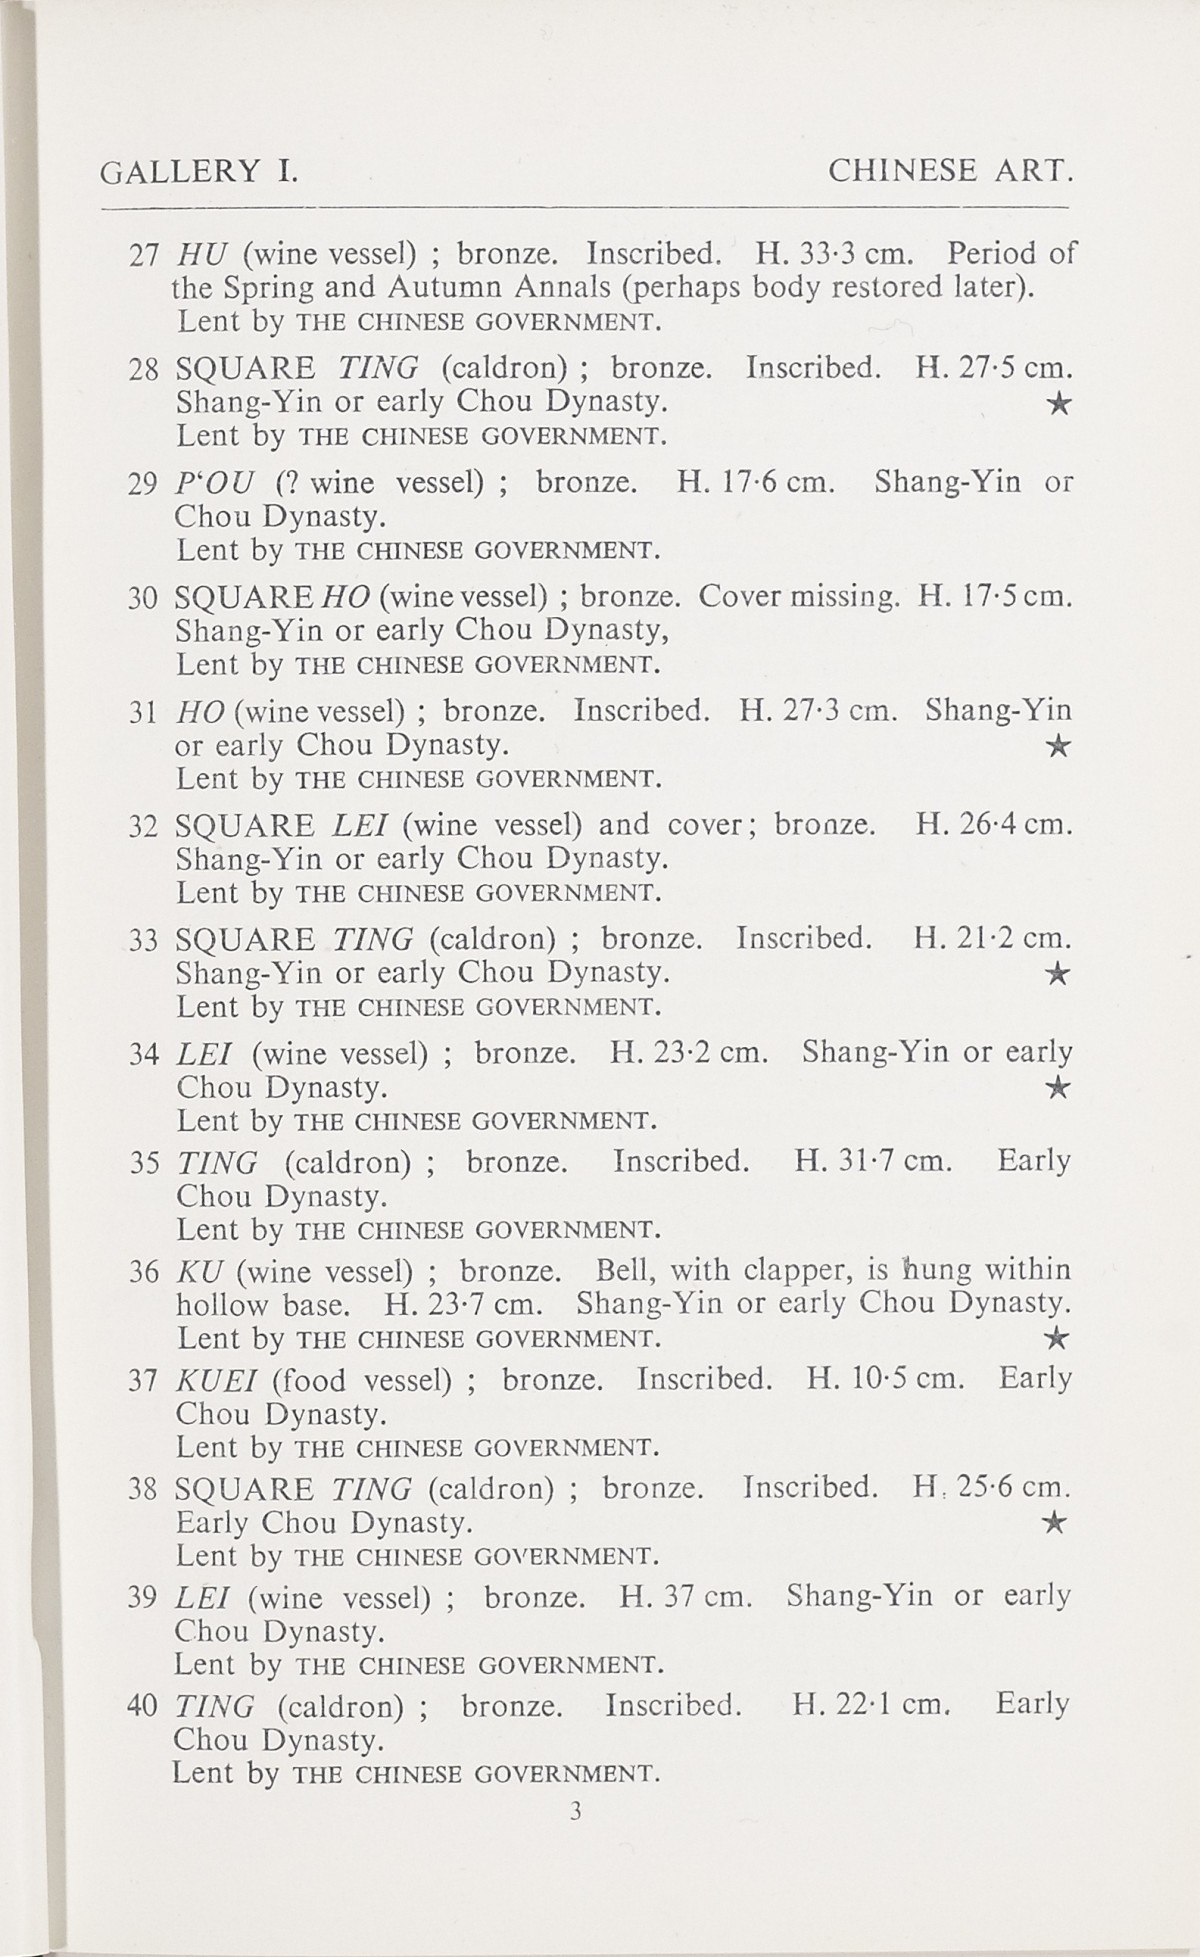 GALLERY I. CHINESE ART.
27 HU (wine vessel) ; bronze. Inscribed. H. 33·3 cm. Period of
the Spring and Autumn Annals (perhaps body restored later).
Lent by THE CHINESE GOVERNMENT.
28 SQUARE TING (caldron) ; bronze. Inscribed. H. 27·5 cm.
Shang-Yin or early Chou Dynasty. ★
Lent by THE CHINESE GOVERNMENT.
29 P‘OU (? wine vessel) ; bronze. H. 17·6 cm. Shang-Yin or
Chou Dynasty.
Lent by THE CHINESE GOVERNMENT.
30 SQUARE HO (wine vessel) ; bronze. Cover missing. H. 17·5 cm.
Shang-Yin or early Chou Dynasty,
Lent by THE CHINESE GOVERNMENT.
31 HO (wine vessel) ; bronze. Inscribed. H. 27·3 cm. Shang-Yin
or early Chou Dynasty. ★
Lent by THE CHINESE GOVERNMENT.
32 SQUARE LEI (wine vessel) and cover; bronze. H. 26·4 cm.
Shang-Yin or early Chou Dynasty.
Lent by THE CHINESE GOVERNMENT.
33 SQUARE TING (caldron) ; bronze. Inscribed. H. 21·2 cm.
Shang-Yin or early Chou Dynasty. ★
Lent by THE CHINESE GOVERNMENT.
34 LEI (wine vessel) ; bronze. H. 23·2 cm. Shang-Yin or early
Chou Dynasty. ★
Lent by THE CHINESE GOVERNMENT.
35 TING (caldron) ; bronze. Inscribed. H. 31·7 cm. Early
Chou Dynasty.
Lent by THE CHINESE GOVERNMENT.
36 KU (wine vessel) ; bronze. Bell, with clapper, is hung within
hollow base. H. 23·7 cm. Shang-Yin or early Chou Dynasty.
Lent by THE CHINESE GOVERNMENT. ★
37 KUEI (food vessel) ; bronze. Inscribed. H. 10·5 cm. Early
Chou Dynasty.
Lent by THE CHINESE GOVERNMENT.
38 SQUARE TING (caldron) ; bronze. Inscribed. H. 25·6 cm.
Early Chou Dynasty. ★
Lent by THE CHINESE GOVERNMENT.
39 LEI (wine vessel) ; bronze. H. 37 cm. Shang-Yin or early
Chou Dynasty.
Lent by THE CHINESE GOVERNMENT.
40 TING (caldron) ; bronze. Inscribed. H. 22·1 cm. Early
Chou Dynasty.
Lent by THE CHINESE GOVERNMENT.
3